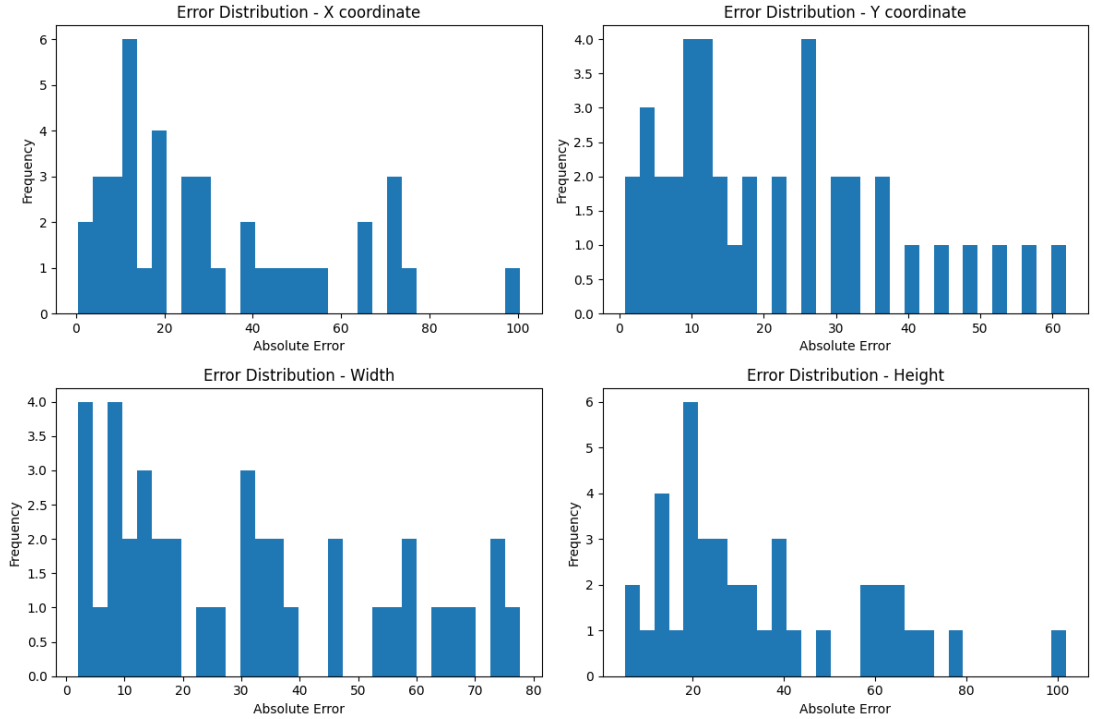 Error Distribution - X coordinate
Frequency
6
5
4
3
2
1
0
0 20 40 60 80 100
Absolute Error
Error Distribution - Y coordinate
Frequency
4.0
3.5
3.0
2.5
2.0
1.5
1.0
0.5
0.0
0 10 20 30 40 50 60
Absolute Error
Error Distribution - Width
Frequency
4.0
3.5
3.0
2.5
2.0
1.5
1.0
0.5
0.0
0 10 20 30 40 50 60 70 80
Absolute Error
Error Distribution - Height
Frequency
6
5
4
3
2
1
0
20 40 60 80 100
Absolute Error